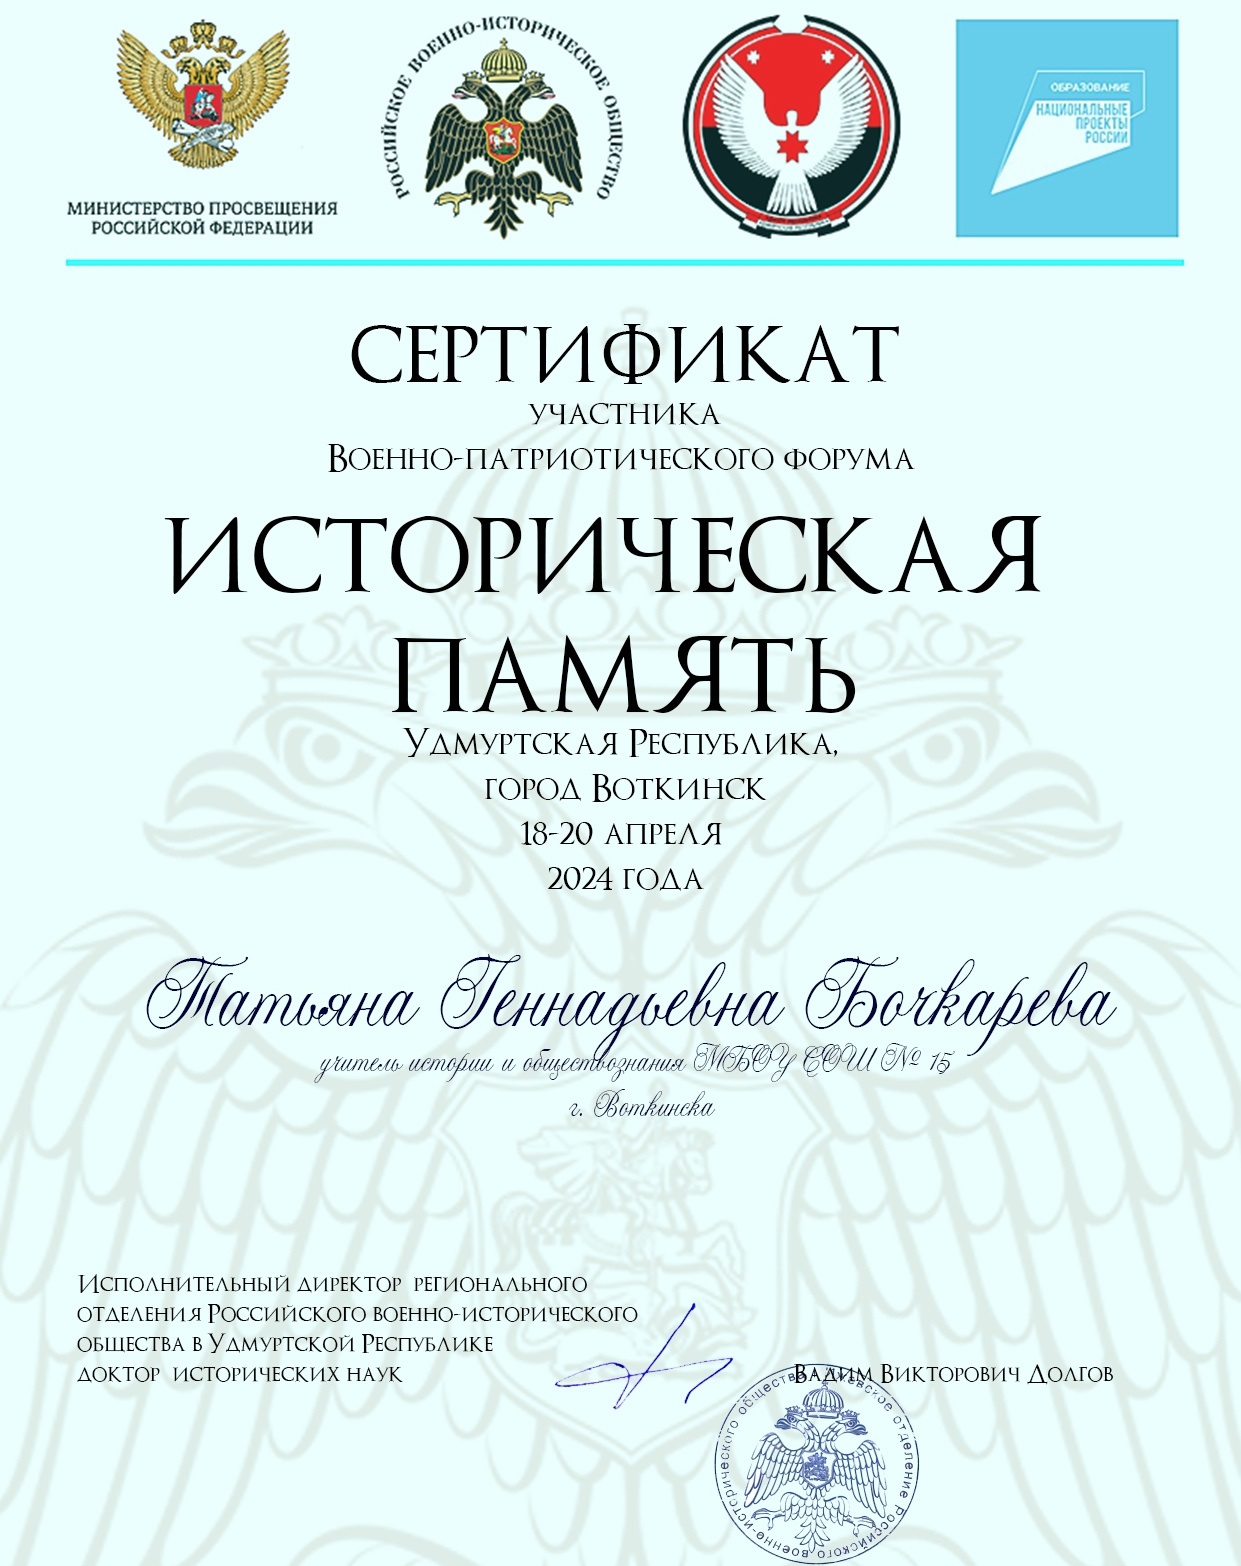 МИНИСТЕРСТВО ПРОСВЕЩЕНИЯ
РОССИЙСКОЙ ФЕДЕРАЦИИ
РОССИЙСКОЕ ВОЕННО-ИСТОРИЧЕСКОЕ ОБЩЕСТВО
ОБРАЗОВАНИЕ
НАЦИОНАЛЬНЫЕ
ПРОЕКТЫ
РОССИИ
СЕРТИФИКАТ
УЧАСТНИКА
ВОЕННО-ПАТРИОТИЧЕСКОГО ФОРУМА
ИСТОРИЧЕСКАЯ
ПАМЯТЬ
УДМУРТСКАЯ РЕСПУБЛИКА,
ГОРОД ВОТКИНСК
18-20 АПРЕЛЯ
2024 ГОДА
Татьяна Геннадьевна Бочкарева
учитель истории и обществознания МБОУ СОШ № 15
г. Воткинска
ИСПОЛНИТЕЛЬНЫЙ ДИРЕКТОР РЕГИОНАЛЬНОГО
ОТДЕЛЕНИЯ РОССИЙСКОГО ВОЕННО-ИСТОРИЧЕСКОГО
ОБЩЕСТВА В УДМУРТСКОЙ РЕСПУБЛИКЕ
ДОКТОР ИСТОРИЧЕСКИХ НАУК
ВАДИМ ВИКТОРОВИЧ ДОЛГОВ
отделение Российского военно-исторического общества